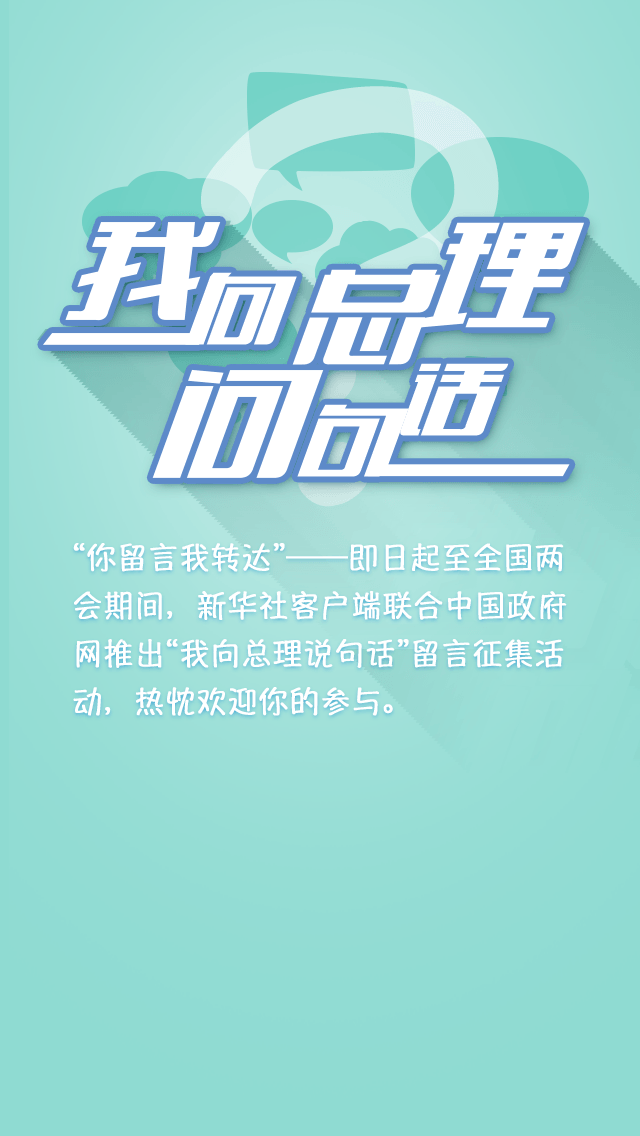 我向总理
问句话
“你留言我转达”——即日起至全国两
会期间，新华社客户端联合中国政府
网推出“我向总理说句话”留言征集活
动，热忱欢迎你的参与。